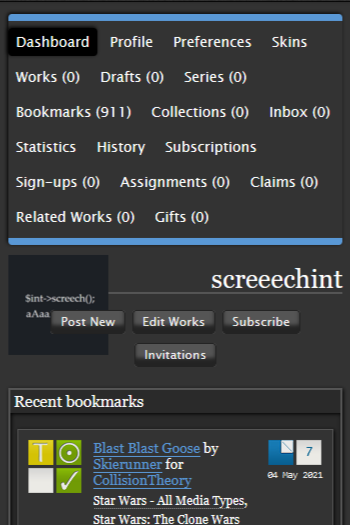 Dashboard Profile Preferences Skins
Works (0) Drafts (0) Series (0)
Bookmarks (911) Collections (0) Inbox (0)
Statistics History Subscriptions
Sign-ups (0) Assignments (0) Claims (0)
Related Works (0) Gifts (0)
$int->screech();
aAaa
screeechint
Post New Edit Works Subscribe
Invitations
Recent bookmarks
T
Blast Blast Goose by
Skierunner for
CollisionTheory
7
04 May 2021
Star Wars - All Media Types,
Star Wars: The Clone Wars